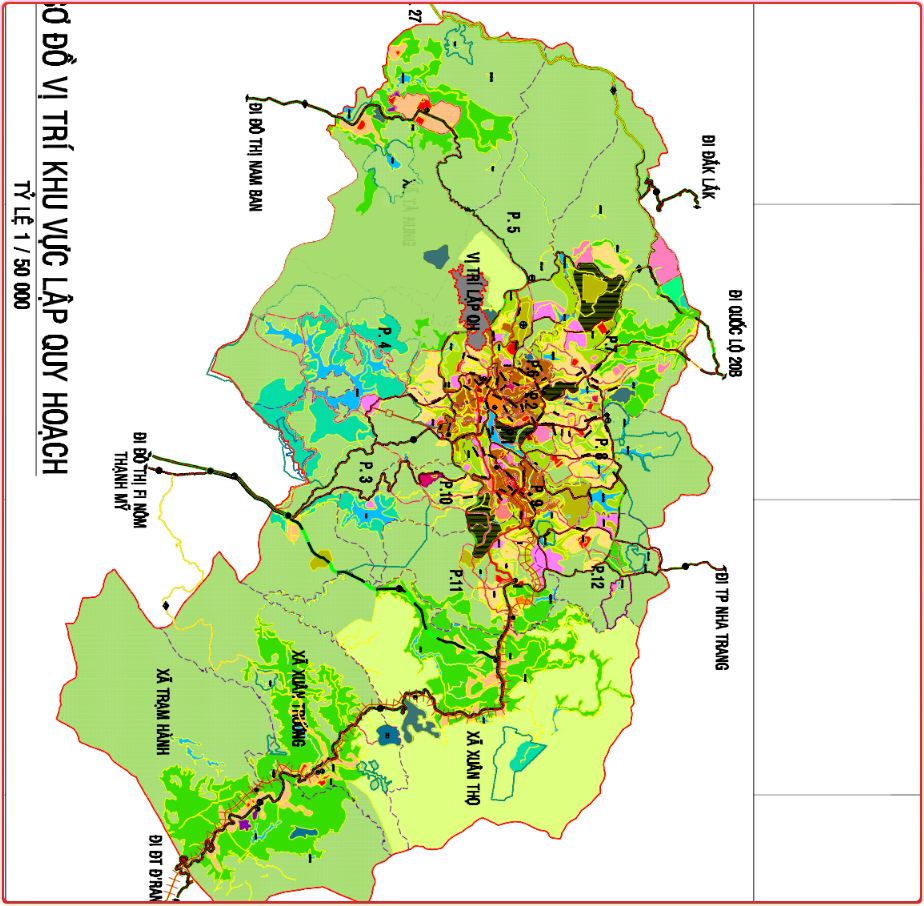 SƠ ĐỒ VỊ TRÍ KHU VỰC LẬP QUY HOẠCH
TỶ LỆ 1 / 50 000
ĐI ĐẮK LẮK
ĐI QUỐC LỘ 20B
ĐI TP NHA TRANG
27
P. 5
P.7
P. 8
P.12
XÃ XUÂN THỌ
VỊ TRÍ LẬP QH
XÃ TÀ NUNG
P. 4
P.10
P.11
P. 3
ĐI ĐÔ THỊ NAM BAN
XÃ XUÂN TRƯỜNG
XÃ TRẠM HÀNH
ĐI ĐÔ THỊ FI NÔM
THẠNH MỸ
ĐI ĐT Đ'RAN